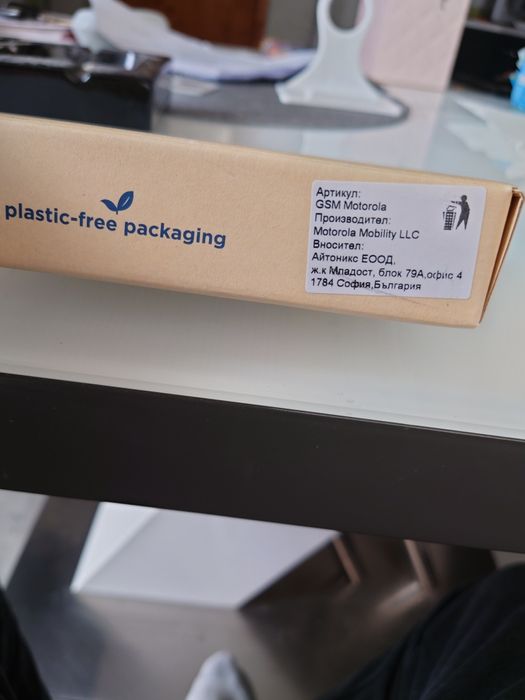 plastic-free packaging
Артикул:
GSM Motorola
Производител:
Motorola Mobility LLC
Вносител:
Айтоникс ЕООД,
ж.к Младост, блок 79А,офис 4
1784 София,България